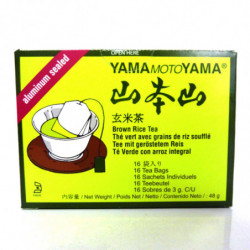 OPEN HERE
aluminum sealed
YAMAMOTOYAMA®
山本山
玄米茶
Brown Rice Tea
Thé vert avec grains de riz soufflé
Tee mit geröstetem Reis
Té Verde con arroz integral
16 袋入り
16 Tea Bags
16 Sachets Individuels
16 Teebeutel
16 Sobres de 3 g. C/U
内容量 / Net Weight / Poids Net / Netto / Contenido Neto / : 48 g